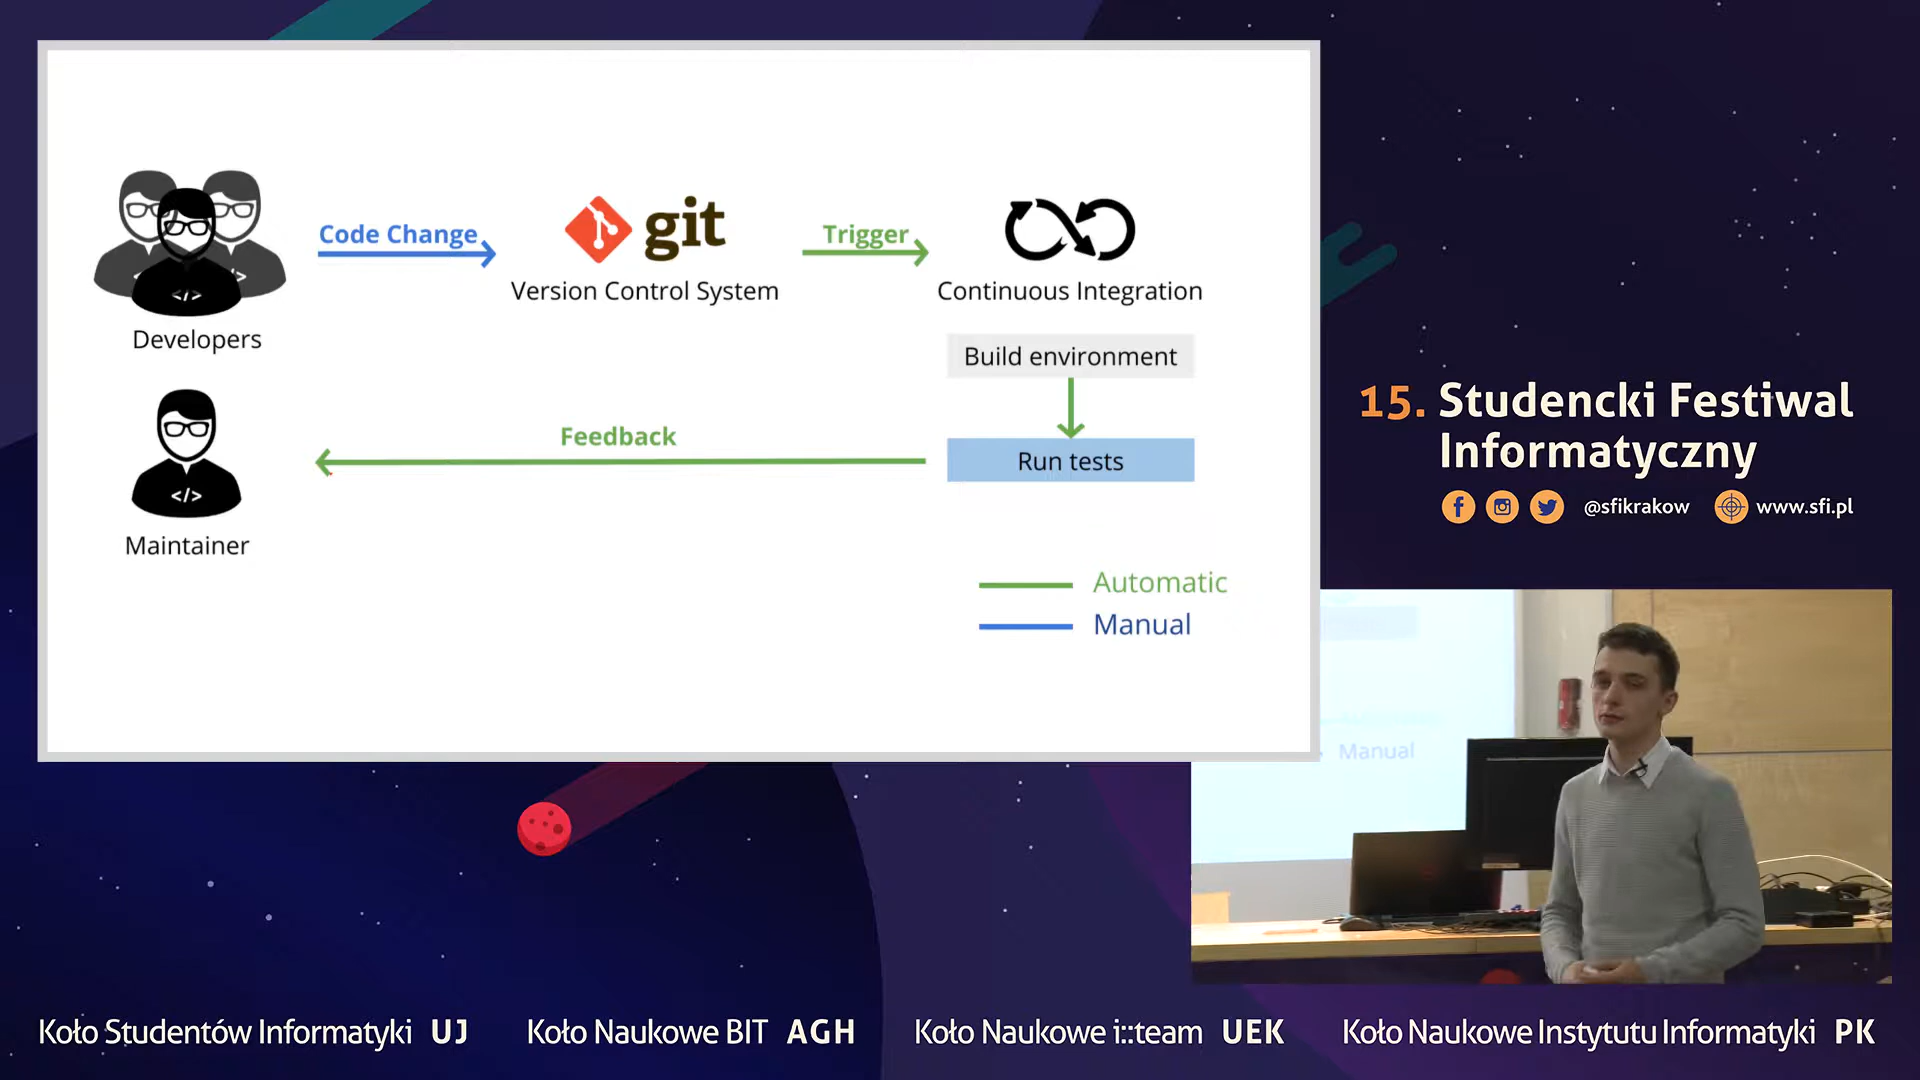 Code Change
git
Trigger
Version Control System
Continuous Integration
Developers
Build environment
Feedback
Run tests
Maintainer
Automatic
Manual
15. Studencki Festiwal
Informatyczny
@sfikrakow
www.sfi.pl
Manual
Koło Studentów Informatyki UJ
Koło Naukowe BIT AGH
Koło Naukowe i::team UEK
Koło Naukowe Instytutu Informatyki PK